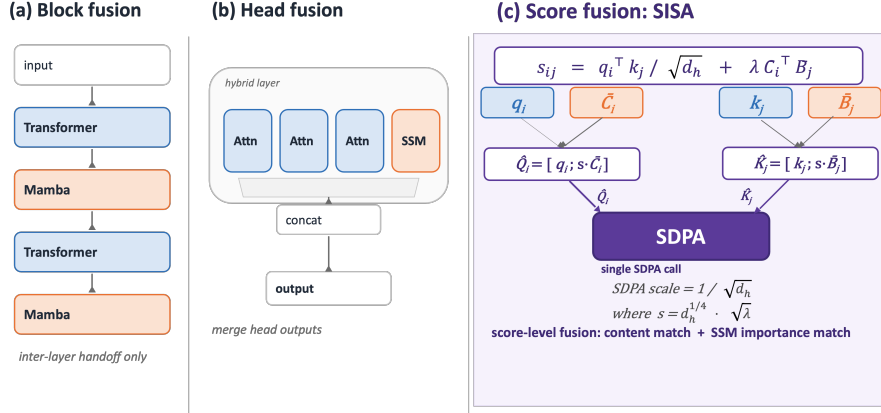 (a) Block fusion
input
Transformer
Mamba
Transformer
Mamba
inter-layer handoff only
(b) Head fusion
hybrid layer
Attn Attn Attn SSM
concat
output
merge head outputs
(c) Score fusion: SISA
s_{ij} = q_i^⊤ k_j / √d_h + λ C_i^⊤ B_j
q_i C̄_i k_j B̄_j
Q̂_i = [ q_i ; s·C̄_i ] K̂_j = [ k_j ; s·B̄_j ]
Q̂_i K̂_j
SDPA
single SDPA call
SDPA scale = 1 / √d_h
where s = d_h^{1/4} · √λ
score-level fusion: content match + SSM importance match